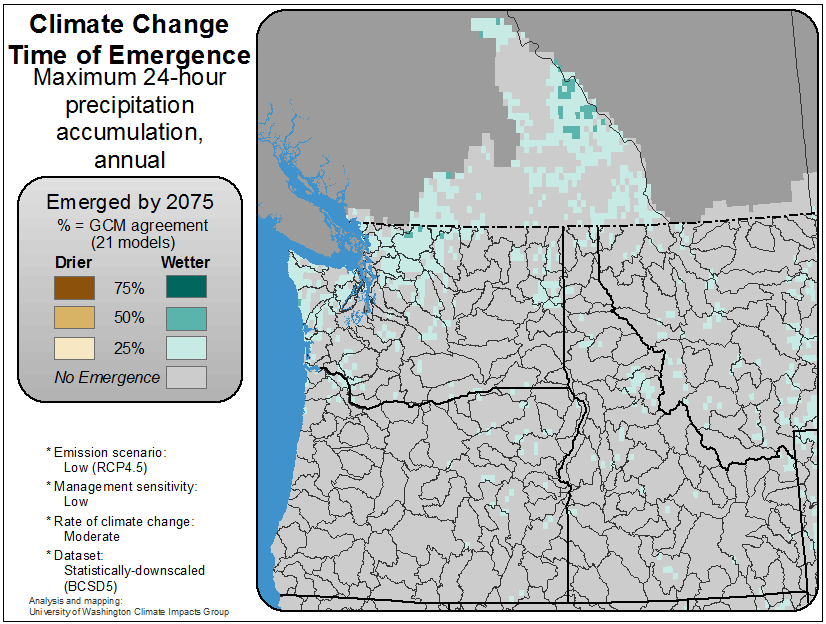 Climate Change
Time of Emergence
Maximum 24-hour
precipitation
accumulation,
annual
Emerged by 2075
% = GCM agreement
(21 models)
Drier Wetter
75%
50%
25%
No Emergence
* Emission scenario:
Low (RCP4.5)
* Management sensitivity:
Low
* Rate of climate change:
Moderate
* Dataset:
Statistically-downscaled
(BCSD5)
Analysis and mapping:
University of Washington Climate Impacts Group